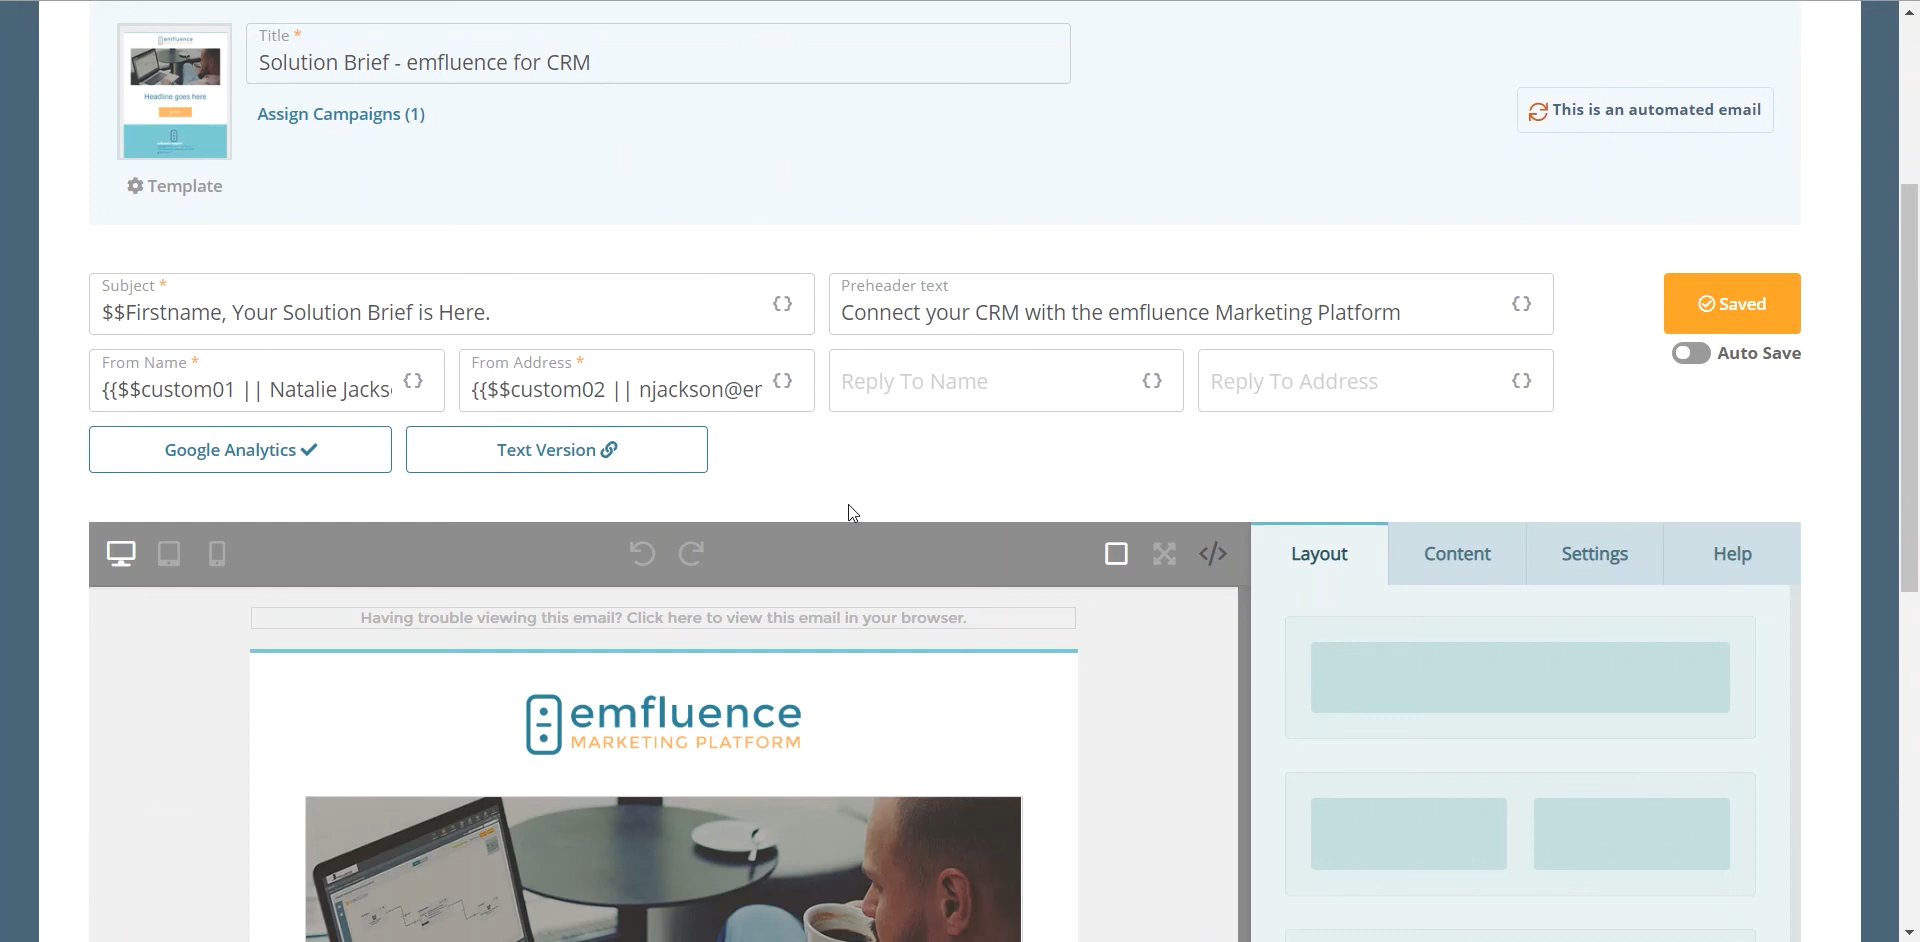 emfluence
Headline goes here
Title *
Solution Brief - emfluence for CRM
Assign Campaigns (1)
This is an automated email
Template
Subject *
$$Firstname, Your Solution Brief is Here.
{}
Preheader text
Connect your CRM with the emfluence Marketing Platform
{}
Saved
Auto Save
From Name *
{{$$custom01 || Natalie Jacks
{}
From Address *
{{$$custom02 || njackson@er
{}
Reply To Name
{}
Reply To Address
{}
Google Analytics
Text Version
</>
Layout
Content
Settings
Help
Having trouble viewing this email? Click here to view this email in your browser.
emfluence
MARKETING PLATFORM